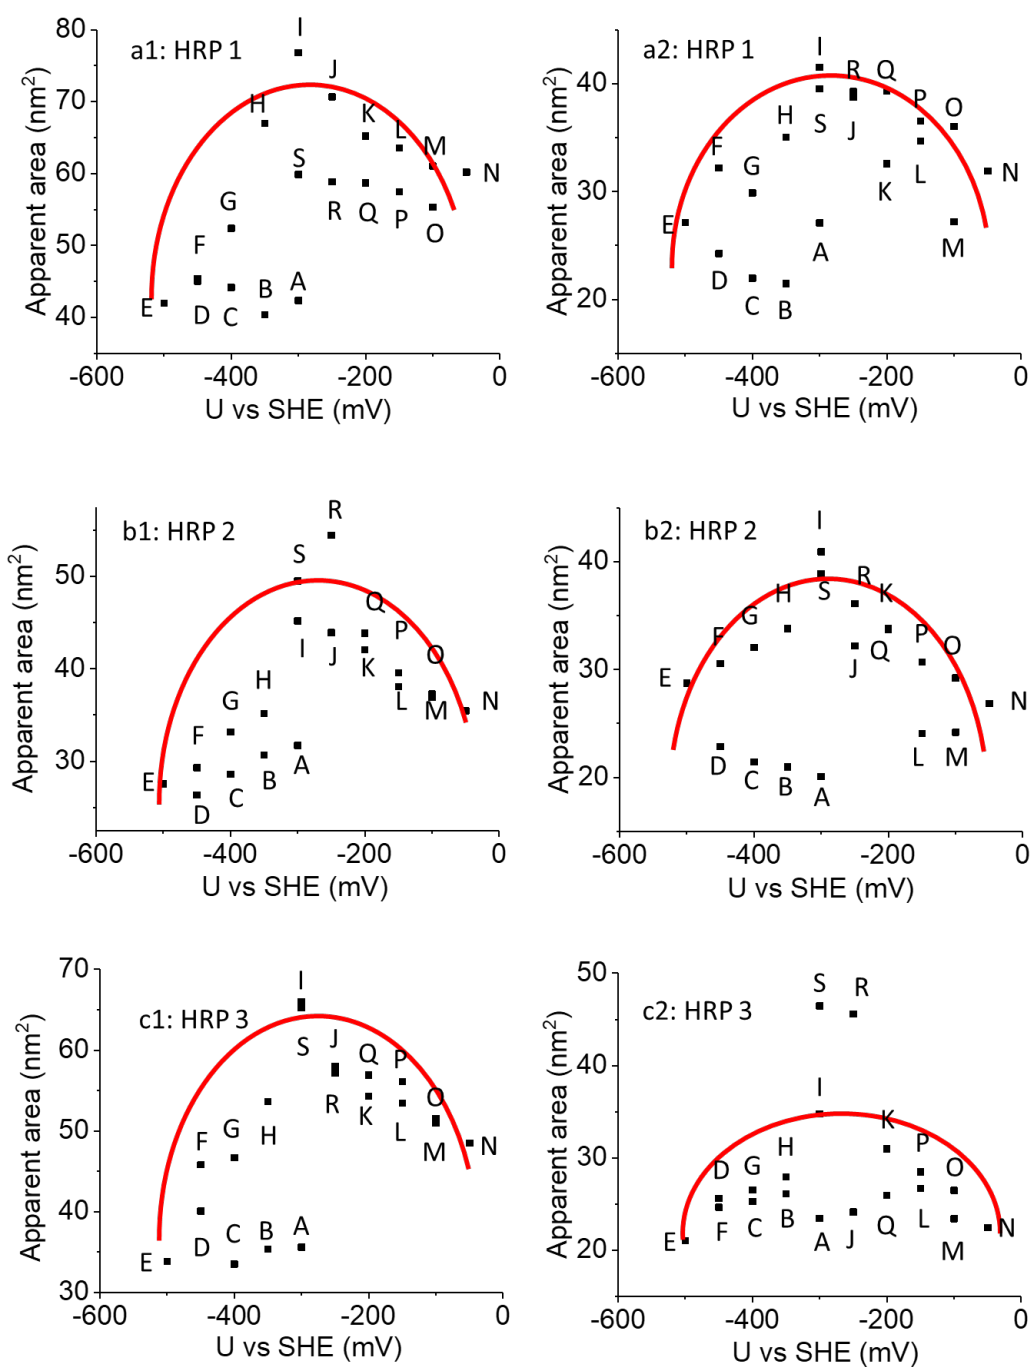 a1: HRP 1
Apparent area (nm²)
80
70
60
50
40
I
J
H
K
L
M
N
S
R
Q
P
O
G
F
E
D
C
B
A
-600
-400
-200
0
U vs SHE (mV)
a2: HRP 1
Apparent area (nm²)
40
30
20
I
R
Q
P
O
H
S
J
F
G
K
L
N
E
D
C
B
A
M
-600
-400
-200
0
U vs SHE (mV)
b1: HRP 2
Apparent area (nm²)
50
40
30
R
S
Q
P
O
I
J
K
L
M
N
H
G
F
E
D
C
B
A
-600
-400
-200
0
U vs SHE (mV)
b2: HRP 2
Apparent area (nm²)
40
30
20
I
R
S
H
K
G
F
P
O
Q
J
E
N
D
C
B
A
L
M
-600
-400
-200
0
U vs SHE (mV)
c1: HRP 3
Apparent area (nm²)
70
60
50
40
30
I
S
J
Q
P
O
R
K
L
M
N
H
G
F
D
C
B
A
E
-600
-400
-200
0
U vs SHE (mV)
c2: HRP 3
Apparent area (nm²)
50
40
30
20
S
R
I
K
H
P
D
G
O
F
C
B
A
J
Q
L
M
E
N
-600
-400
-200
0
U vs SHE (mV)